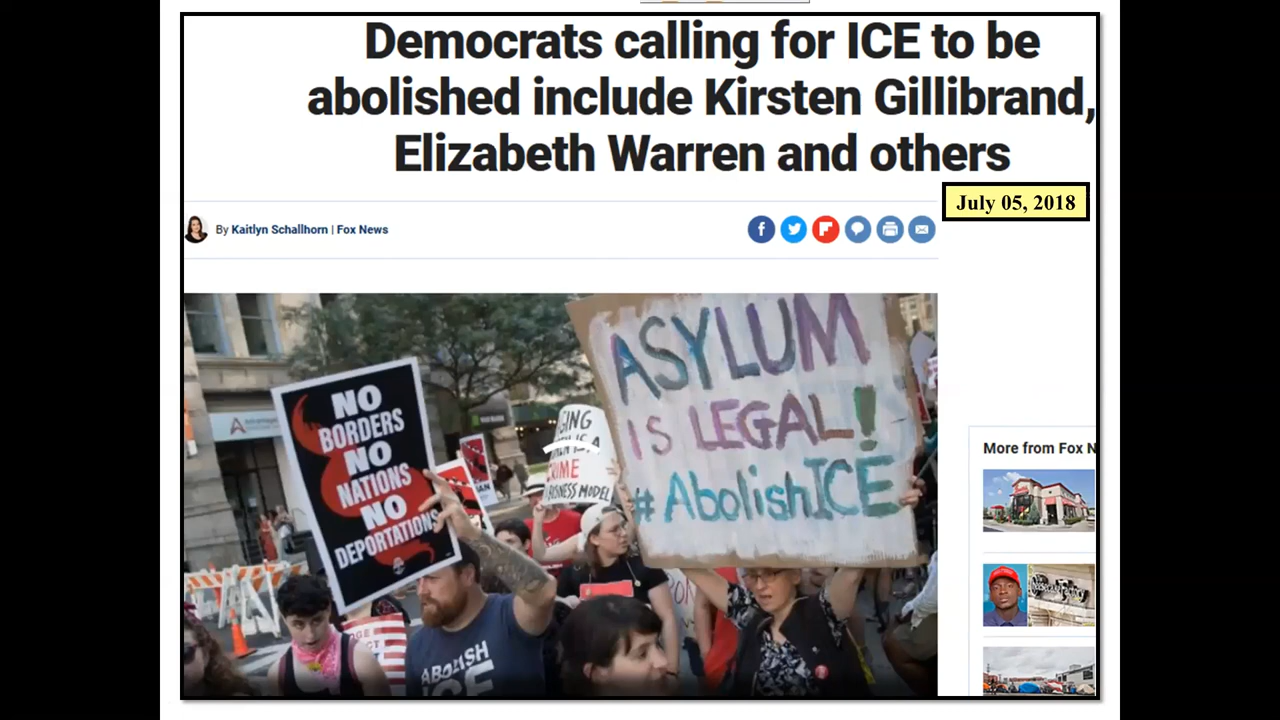 Democrats calling for ICE to be
abolished include Kirsten Gillibrand,
Elizabeth Warren and others
July 05, 2018
By Kaitlyn Schallhorn | Fox News
NO
BORDERS
NO
NATIONS
NO
DEPORTATIONS
GING
IS A
CRIME
BUSINESS MODEL
ASYLUM
IS LEGAL!
#AbolishICE
ABOLISH
ICE
More from Fox N